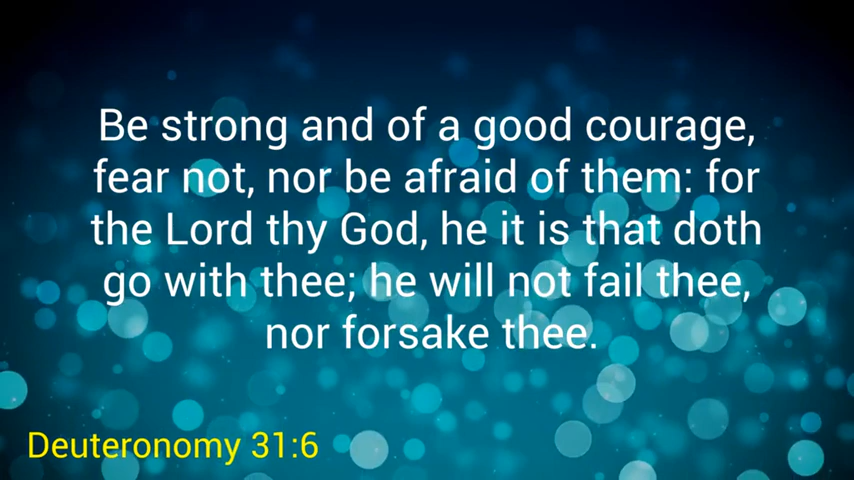 Be strong and of a good courage,
fear not, nor be afraid of them: for
the Lord thy God, he it is that doth
go with thee; he will not fail thee,
nor forsake thee.
Deuteronomy 31:6